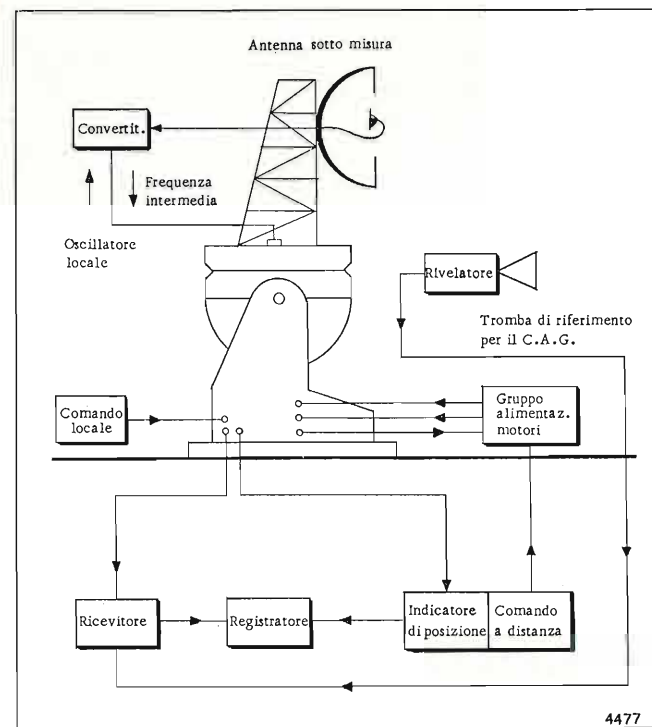 Antenna sotto misura
Convertit.
Frequenza
intermedia
Oscillatore
locale
Rivelatore
Tromba di riferimento
per il C.A.G.
Comando
locale
Gruppo
alimentaz.
motori
Ricevitore
Registratore
Indicatore
di posizione
Comando
a distanza
4477